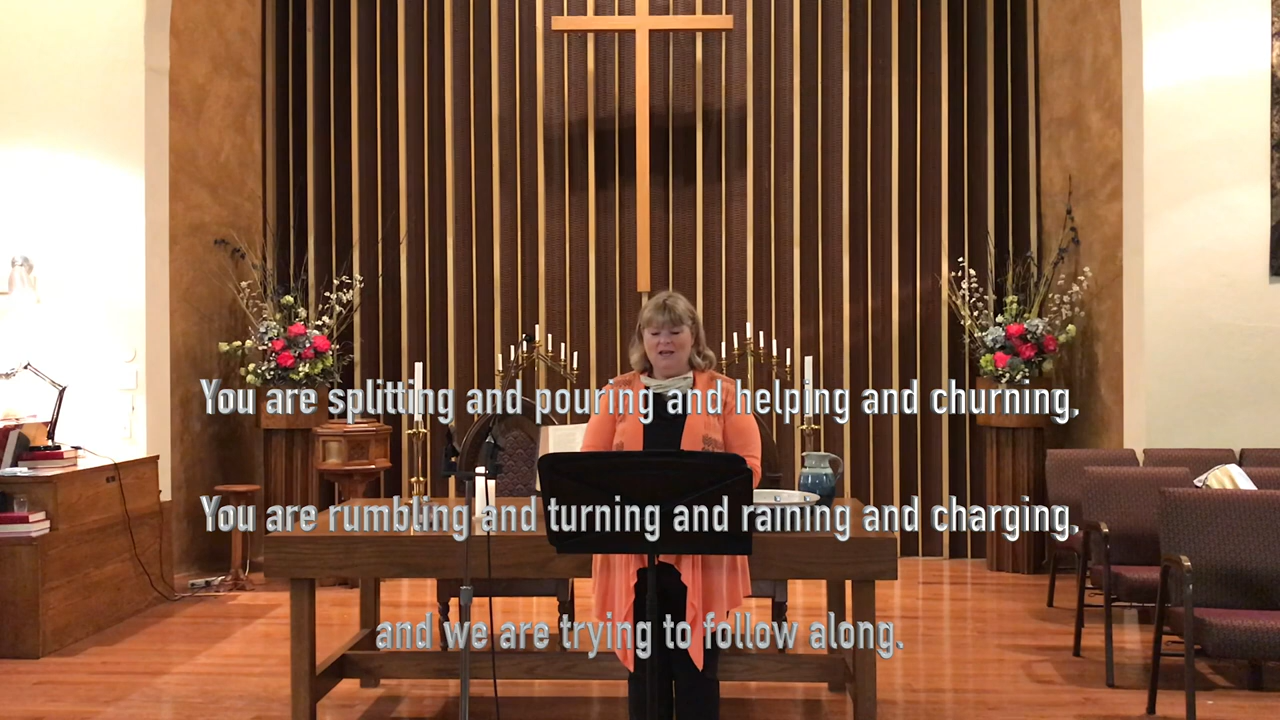 You are splitting and pouring and helping and churning,
You are rumbling and turning and raining and charging,
and we are trying to follow along.